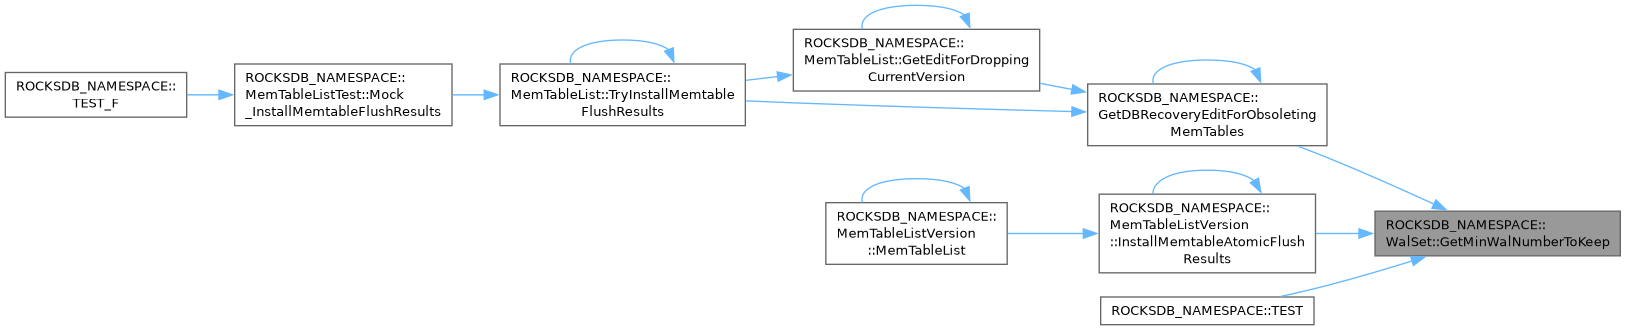 ROCKSDB_NAMESPACE::
TEST_F
ROCKSDB_NAMESPACE::
MemTableListTest::Mock
_InstallMemtableFlushResults
ROCKSDB_NAMESPACE::
MemTableList::TryInstallMemtable
FlushResults
ROCKSDB_NAMESPACE::
MemTableList::GetEditForDropping
CurrentVersion
ROCKSDB_NAMESPACE::
GetDBRecoveryEditForObsoleting
MemTables
ROCKSDB_NAMESPACE::
MemTableListVersion
::MemTableList
ROCKSDB_NAMESPACE::
MemTableListVersion
::InstallMemtableAtomicFlush
Results
ROCKSDB_NAMESPACE::
WalSet::GetMinWalNumberToKeep
ROCKSDB_NAMESPACE::TEST